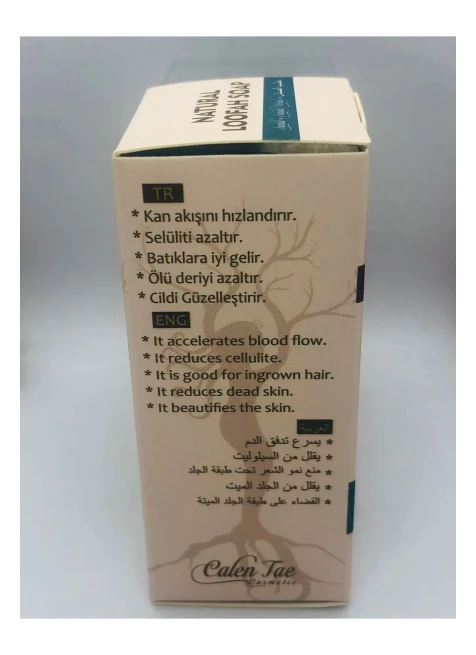 NATURAL
LOOFAH SOAP
TR
* Kan akışını hızlandırır.
* Selüliti azaltır.
* Batıklara iyi gelir.
* Ölü deriyi azaltır.
* Cildi Güzelleştirir.
ENG
* It accelerates blood flow.
* It reduces cellulite.
* It is good for ingrown hair.
* It reduces dead skin.
* It beautifies the skin.
العربية
* يسرع تدفق الدم
* يقلل من السيلوليت
* منع نمو الشعر تحت طبقة الجلد
* يقلل من الجلد الميت
* القضاء على طبقة الجلد الميتة
Calen Tae
Cosmetic